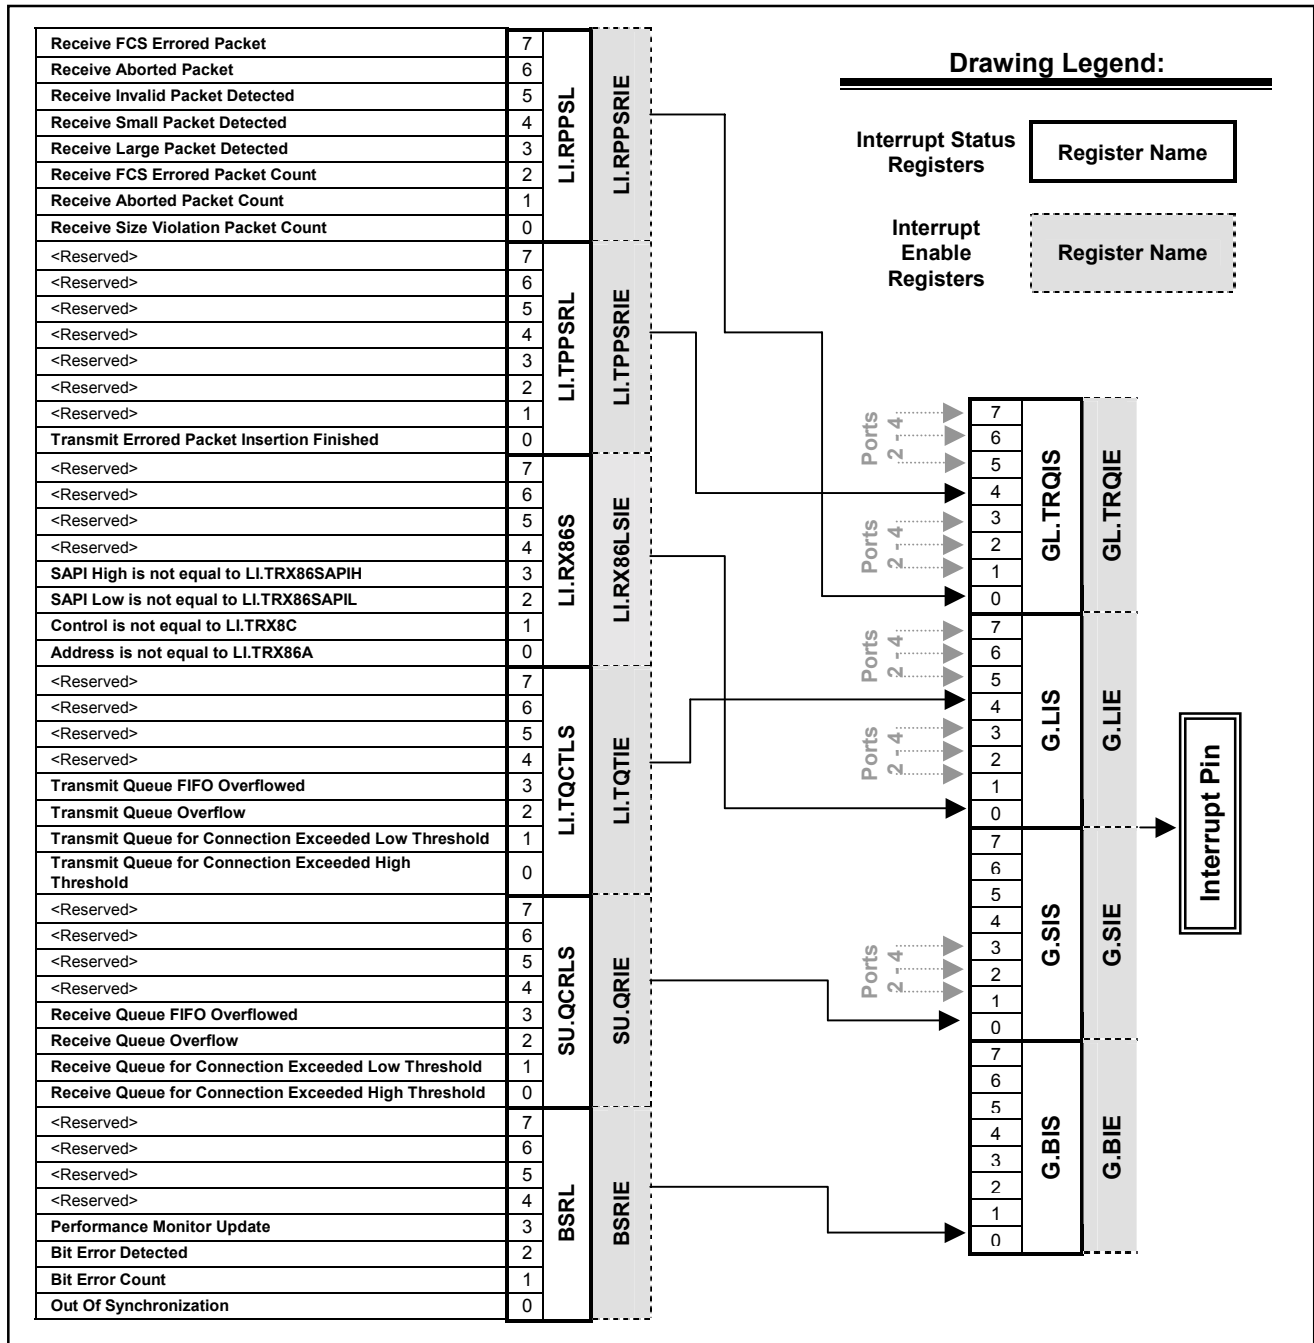 Receive FCS Errored Packet 7
Receive Aborted Packet 6
Receive Invalid Packet Detected 5
Receive Small Packet Detected 4
Receive Large Packet Detected 3
Receive FCS Errored Packet Count 2
Receive Aborted Packet Count 1
Receive Size Violation Packet Count 0
LI.RPPSL
LI.RPPSRIE
<Reserved> 7
<Reserved> 6
<Reserved> 5
<Reserved> 4
<Reserved> 3
<Reserved> 2
<Reserved> 1
Transmit Errored Packet Insertion Finished 0
LI.TPPSRL
LI.TPPSRIE
<Reserved> 7
<Reserved> 6
<Reserved> 5
<Reserved> 4
SAPI High is not equal to LI.TRX86SAPIH 3
SAPI Low is not equal to LI.TRX86SAPIL 2
Control is not equal to LI.TRX8C 1
Address is not equal to LI.TRX86A 0
LI.RX86S
LI.RX86LSIE
<Reserved> 7
<Reserved> 6
<Reserved> 5
<Reserved> 4
Transmit Queue FIFO Overflowed 3
Transmit Queue Overflow 2
Transmit Queue for Connection Exceeded Low Threshold 1
Transmit Queue for Connection Exceeded High
Threshold 0
LI.TQCTLS
LI.TQTIE
<Reserved> 7
<Reserved> 6
<Reserved> 5
<Reserved> 4
Receive Queue FIFO Overflowed 3
Receive Queue Overflow 2
Receive Queue for Connection Exceeded Low Threshold 1
Receive Queue for Connection Exceeded High Threshold 0
SU.QCRLS
SU.QRIE
<Reserved> 7
<Reserved> 6
<Reserved> 5
<Reserved> 4
Performance Monitor Update 3
Bit Error Detected 2
Bit Error Count 1
Out Of Synchronization 0
BSRL
BSRIE
Drawing Legend:
Interrupt Status
Registers
Register Name
Interrupt
Enable
Registers
Register Name
Ports
2 - 4
Ports
2 - 4
7
6
5
4
3
2
1
0
GL.TRQIS
GL.TRQIE
Ports
2 - 4
Ports
2 - 4
7
6
5
4
3
2
1
0
G.LIS
G.LIE
Ports
2 - 4
7
6
5
4
3
2
1
0
G.SIS
G.SIE
7
6
5
4
3
2
1
0
G.BIS
G.BIE
Interrupt Pin